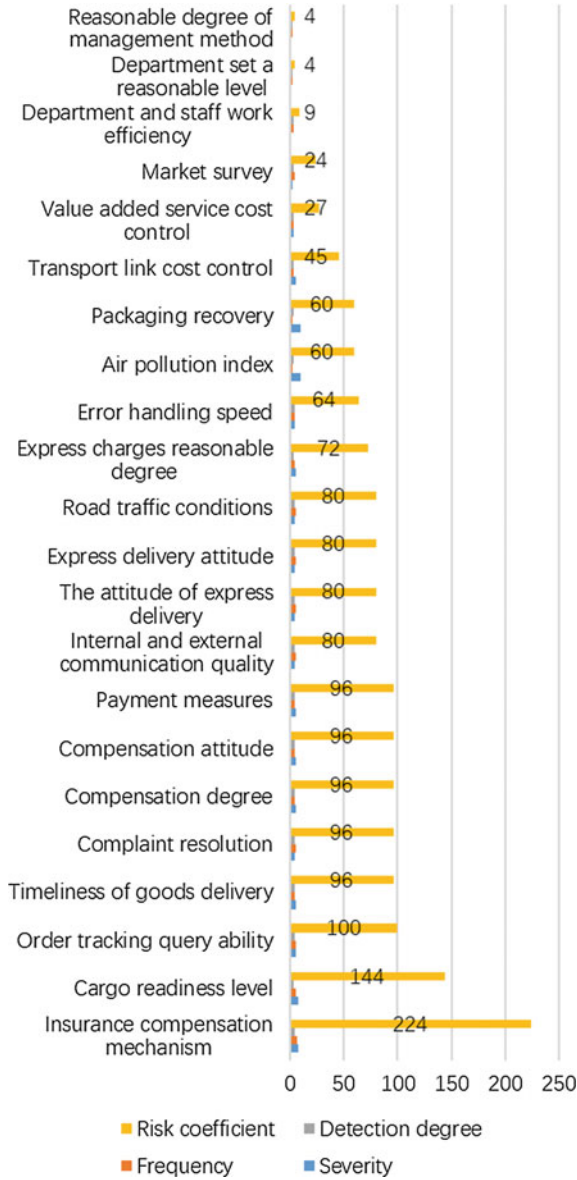 Reasonable degree of
management method
4
Department set a
reasonable level
4
Department and staff work
efficiency
9
Market survey
24
Value added service cost
control
27
Transport link cost control
45
Packaging recovery
60
Air pollution index
60
Error handling speed
64
Express charges reasonable
degree
72
Road traffic conditions
80
Express delivery attitude
80
The attitude of express
delivery
80
Internal and external
communication quality
80
Payment measures
96
Compensation attitude
96
Compensation degree
96
Complaint resolution
96
Timeliness of goods delivery
96
Order tracking query ability
100
Cargo readiness level
144
Insurance compensation
mechanism
224
0 50 100 150 200 250
Risk coefficient Detection degree
Frequency Severity